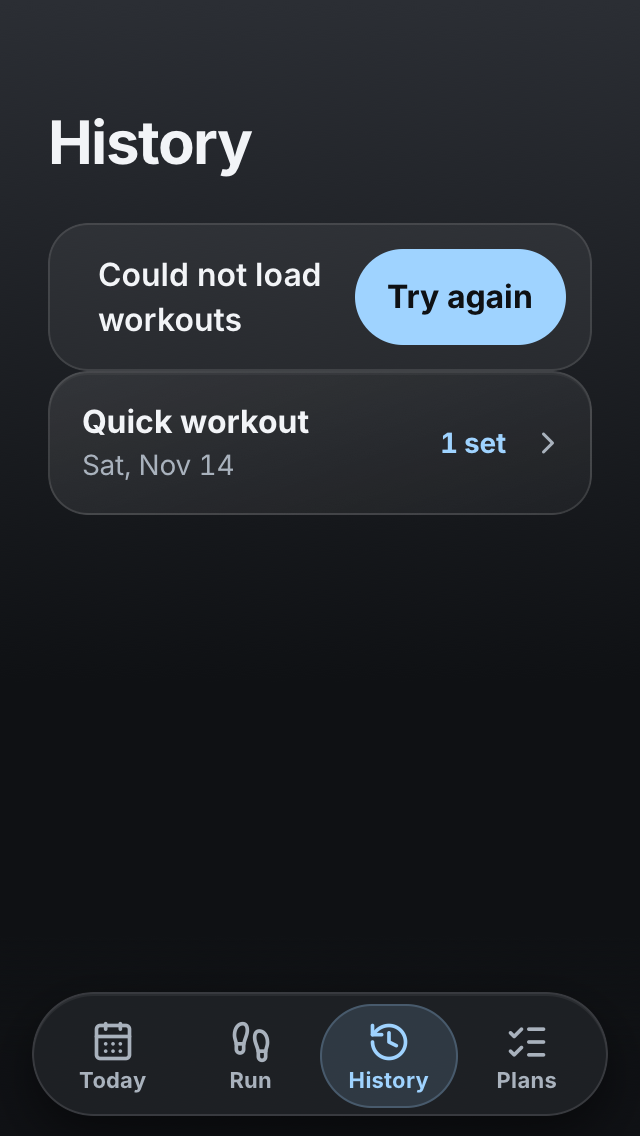 History
Could not load
workouts
Try again
Quick workout
Sat, Nov 14
1 set
Today
Run
History
Plans